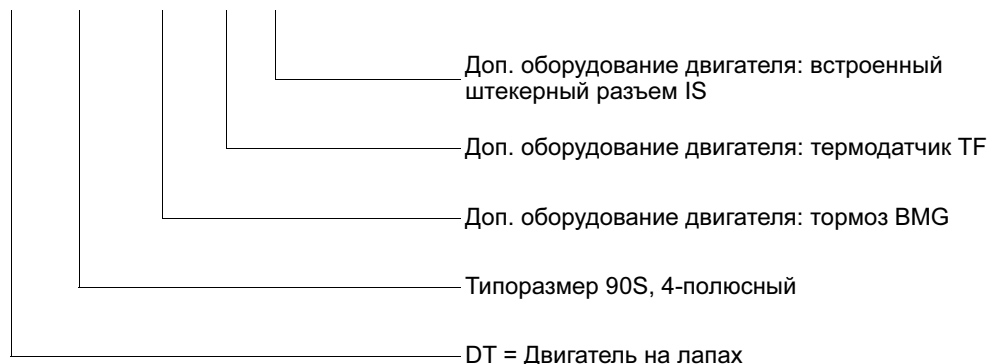 Доп. оборудование двигателя: встроенный
штекерный разъем IS
Доп. оборудование двигателя: термодатчик TF
Доп. оборудование двигателя: тормоз BMG
Типоразмер 90S, 4-полюсный
DT = Двигатель на лапах